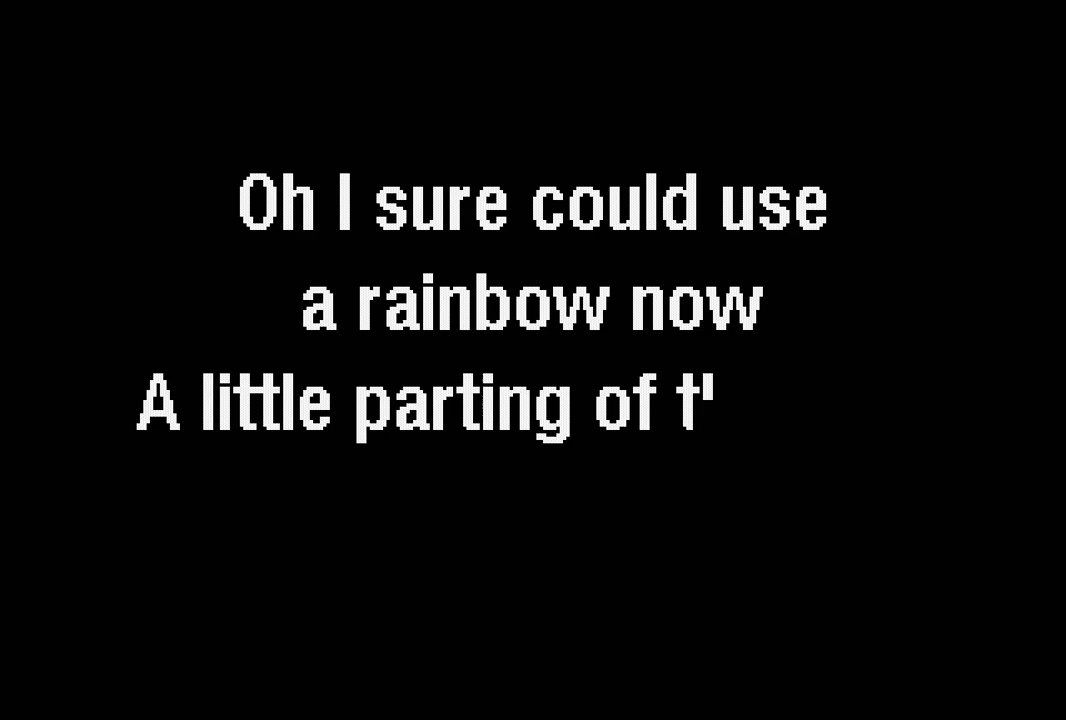 Oh I sure could use
a rainbow now
A little parting of